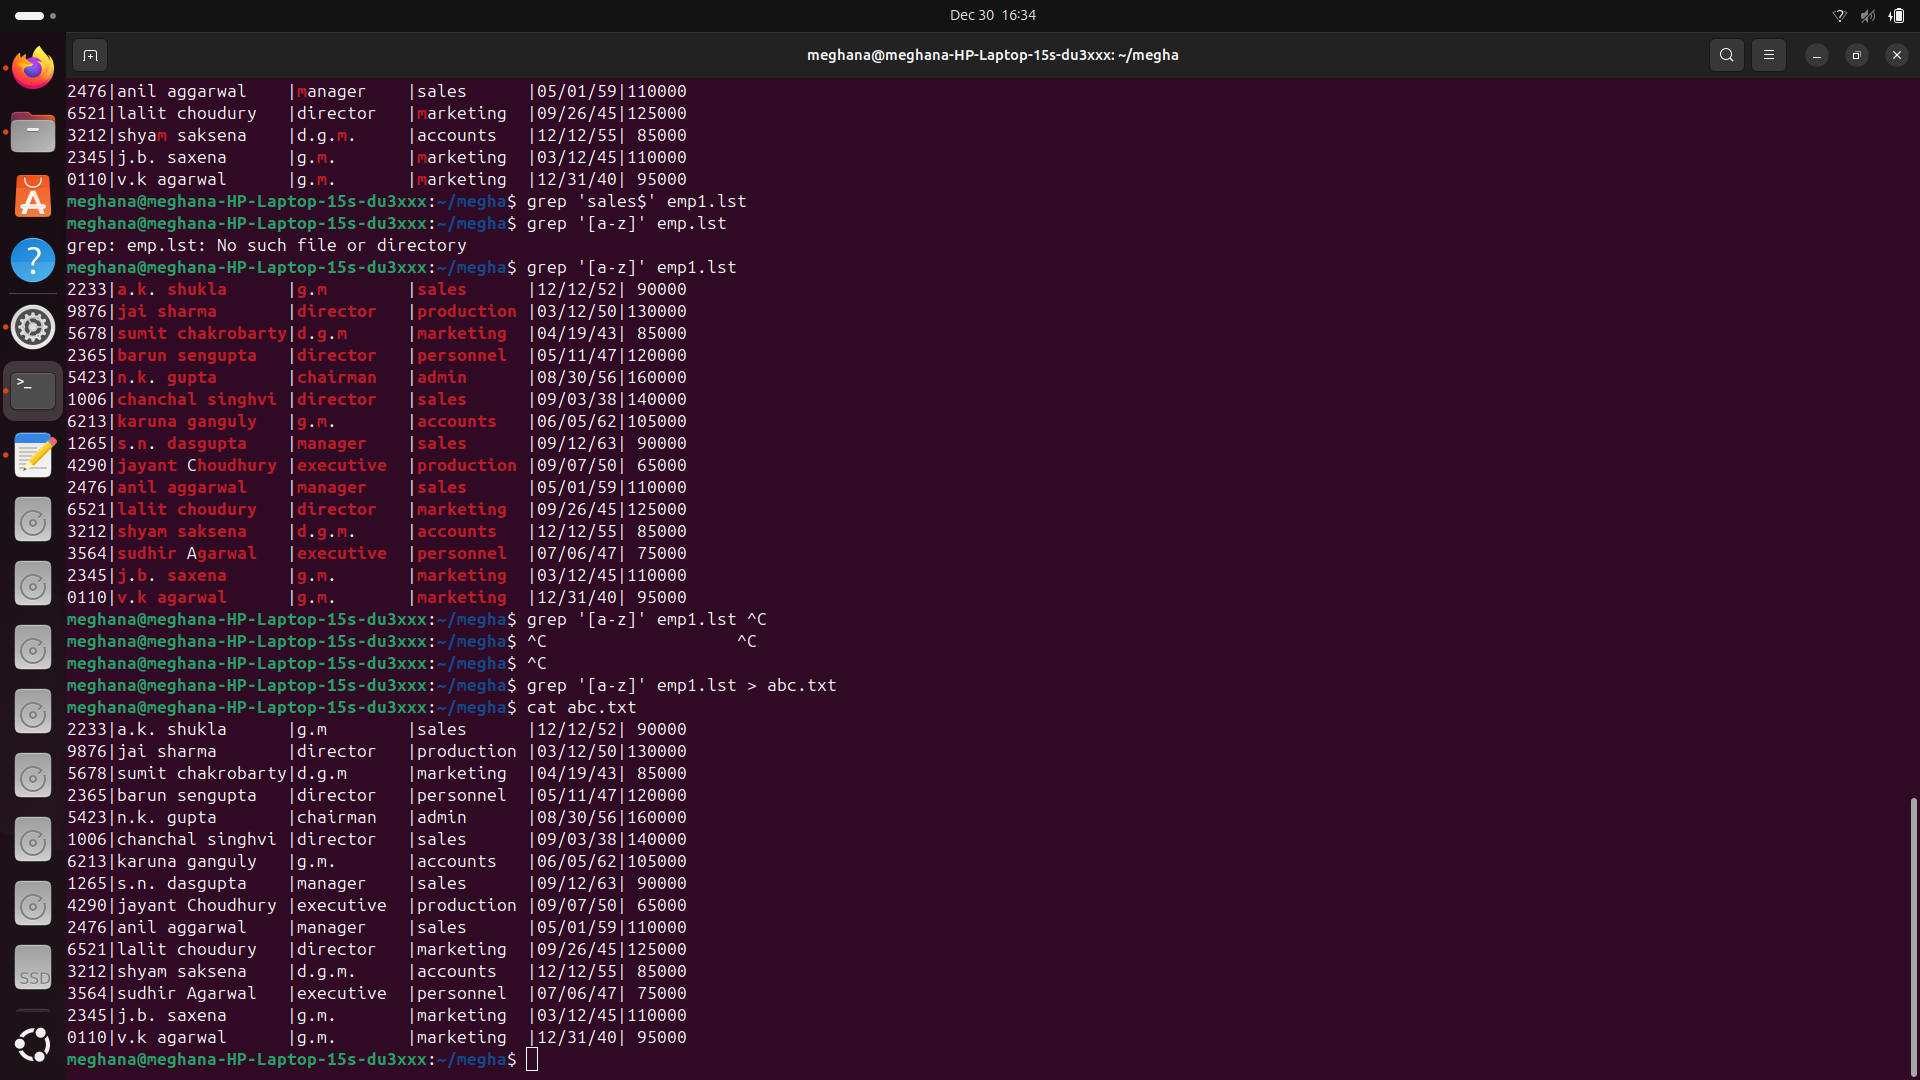 Dec 30 16:34
meghana@meghana-HP-Laptop-15s-du3xxx: ~/megha
2476|anil aggarwal    |manager    |sales      |05/01/59|110000
6521|lalit choudury   |director   |marketing  |09/26/45|125000
3212|shyam saksena    |d.g.m.     |accounts   |12/12/55| 85000
2345|j.b. saxena      |g.m.       |marketing  |03/12/45|110000
0110|v.k agarwal      |g.m.       |marketing  |12/31/40| 95000
meghana@meghana-HP-Laptop-15s-du3xxx:~/megha$ grep 'sales$' emp1.lst
meghana@meghana-HP-Laptop-15s-du3xxx:~/megha$ grep '[a-z]' emp.lst
grep: emp.lst: No such file or directory
meghana@meghana-HP-Laptop-15s-du3xxx:~/megha$ grep '[a-z]' emp1.lst
2233|a.k. shukla      |g.m        |sales      |12/12/52| 90000
9876|jai sharma       |director   |production |03/12/50|130000
5678|sumit chakrobarty|d.g.m      |marketing  |04/19/43| 85000
2365|barun sengupta   |director   |personnel  |05/11/47|120000
5423|n.k. gupta       |chairman   |admin      |08/30/56|160000
1006|chanchal singhvi |director   |sales      |09/03/38|140000
6213|karuna ganguly   |g.m.       |accounts   |06/05/62|105000
1265|s.n. dasgupta    |manager    |sales      |09/12/63| 90000
4290|jayant Choudhury |executive  |production |09/07/50| 65000
2476|anil aggarwal    |manager    |sales      |05/01/59|110000
6521|lalit choudury   |director   |marketing  |09/26/45|125000
3212|shyam saksena    |d.g.m.     |accounts   |12/12/55| 85000
3564|sudhir Agarwal   |executive  |personnel  |07/06/47| 75000
2345|j.b. saxena      |g.m.       |marketing  |03/12/45|110000
0110|v.k agarwal      |g.m.       |marketing  |12/31/40| 95000
meghana@meghana-HP-Laptop-15s-du3xxx:~/megha$ grep '[a-z]' emp1.lst ^C
meghana@meghana-HP-Laptop-15s-du3xxx:~/megha$ ^C                   ^C
meghana@meghana-HP-Laptop-15s-du3xxx:~/megha$ ^C
meghana@meghana-HP-Laptop-15s-du3xxx:~/megha$ grep '[a-z]' emp1.lst > abc.txt
meghana@meghana-HP-Laptop-15s-du3xxx:~/megha$ cat abc.txt
2233|a.k. shukla      |g.m        |sales      |12/12/52| 90000
9876|jai sharma       |director   |production |03/12/50|130000
5678|sumit chakrobarty|d.g.m      |marketing  |04/19/43| 85000
2365|barun sengupta   |director   |personnel  |05/11/47|120000
5423|n.k. gupta       |chairman   |admin      |08/30/56|160000
1006|chanchal singhvi |director   |sales      |09/03/38|140000
6213|karuna ganguly   |g.m.       |accounts   |06/05/62|105000
1265|s.n. dasgupta    |manager    |sales      |09/12/63| 90000
4290|jayant Choudhury |executive  |production |09/07/50| 65000
2476|anil aggarwal    |manager    |sales      |05/01/59|110000
6521|lalit choudury   |director   |marketing  |09/26/45|125000
3212|shyam saksena    |d.g.m.     |accounts   |12/12/55| 85000
3564|sudhir Agarwal   |executive  |personnel  |07/06/47| 75000
2345|j.b. saxena      |g.m.       |marketing  |03/12/45|110000
0110|v.k agarwal      |g.m.       |marketing  |12/31/40| 95000
meghana@meghana-HP-Laptop-15s-du3xxx:~/megha$
SSD